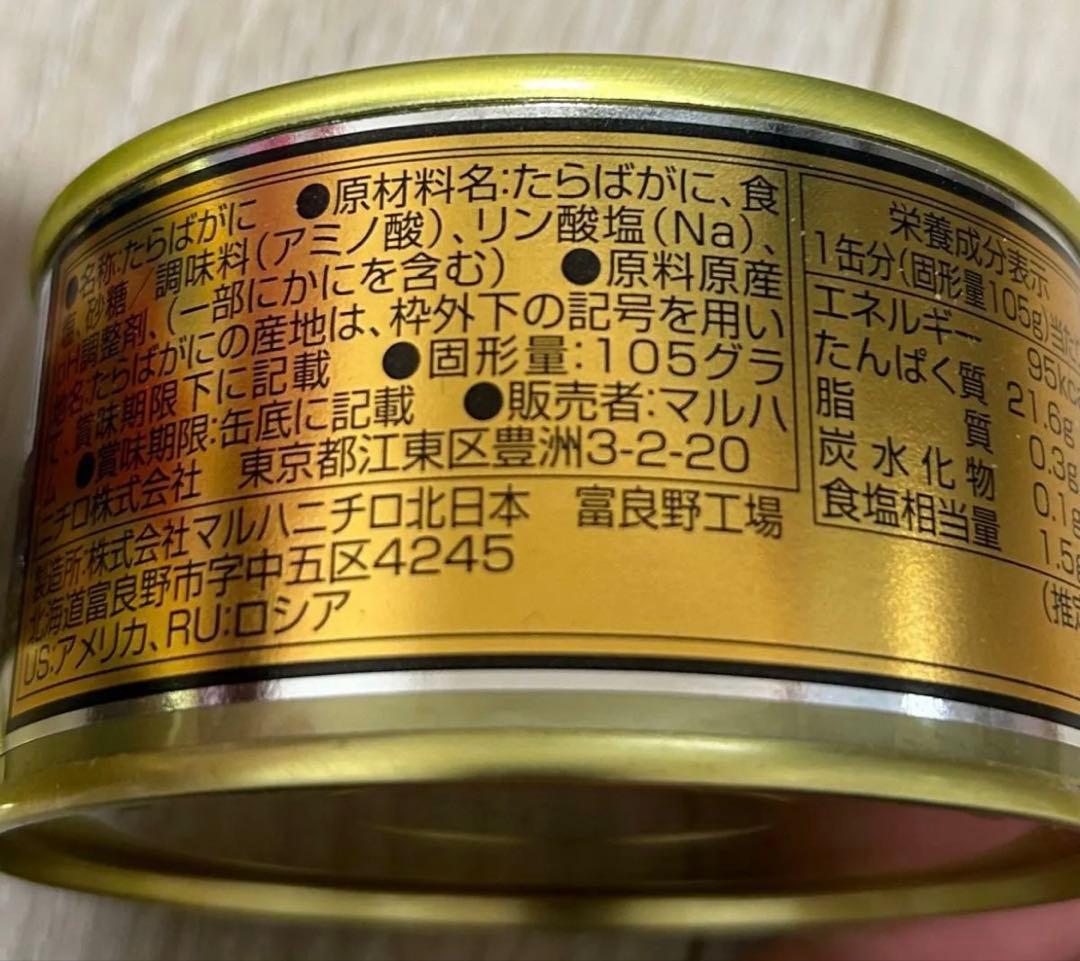 ●名称:たらばがに ●原材料名:たらばがに、食
塩、砂糖/調味料(アミノ酸)、リン酸塩(Na)、
pH調整剤、(一部にかにを含む) ●原料原産
地名:たらばがにの産地は、枠外下の記号を用い
て、賞味期限下に記載 ●固形量:105グラ
ム ●賞味期限:缶底に記載 ●販売者:マルハ
ニチロ株式会社 東京都江東区豊洲3-2-20
製造所:株式会社マルハニチロ北日本 富良野工場
北海道富良野市字中五区4245
US:アメリカ、RU:ロシア
栄養成分表示
1缶分(固形量105g)当た
エネルギー 95kc
たんぱく質 21.6g
脂質 0.3g
炭水化物 0.1g
食塩相当量 1.5g
(推定